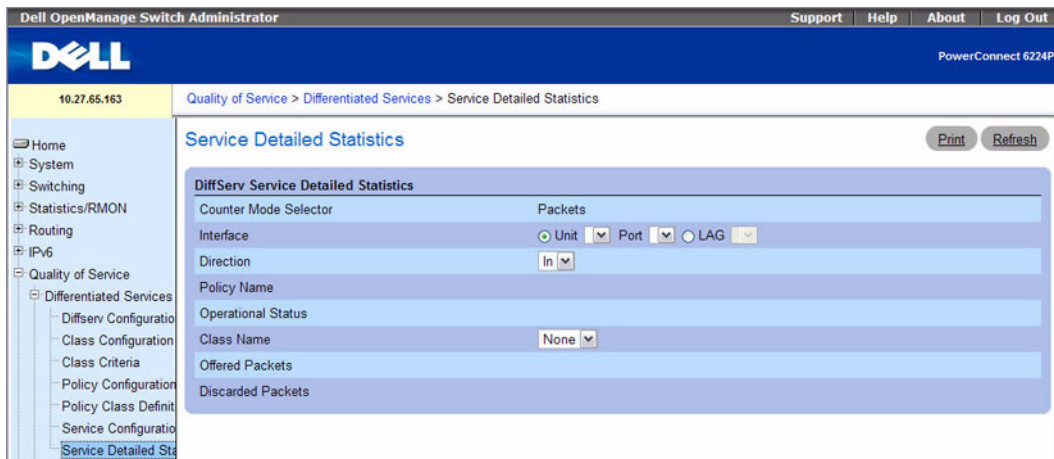 Dell OpenManage Switch Administrator
Support Help About Log Out
DELL
PowerConnect 6224P
10.27.65.163
Quality of Service > Differentiated Services > Service Detailed Statistics
Home
System
Switching
Statistics/RMON
Routing
IPv6
Quality of Service
Differentiated Services
Diffserv Configuratio
Class Configuration
Class Criteria
Policy Configuration
Policy Class Definit
Service Configuratio
Service Detailed Sta
Service Detailed Statistics
Print Refresh
DiffServ Service Detailed Statistics
Counter Mode Selector Packets
Interface Unit Port LAG
Direction In
Policy Name
Operational Status
Class Name None
Offered Packets
Discarded Packets